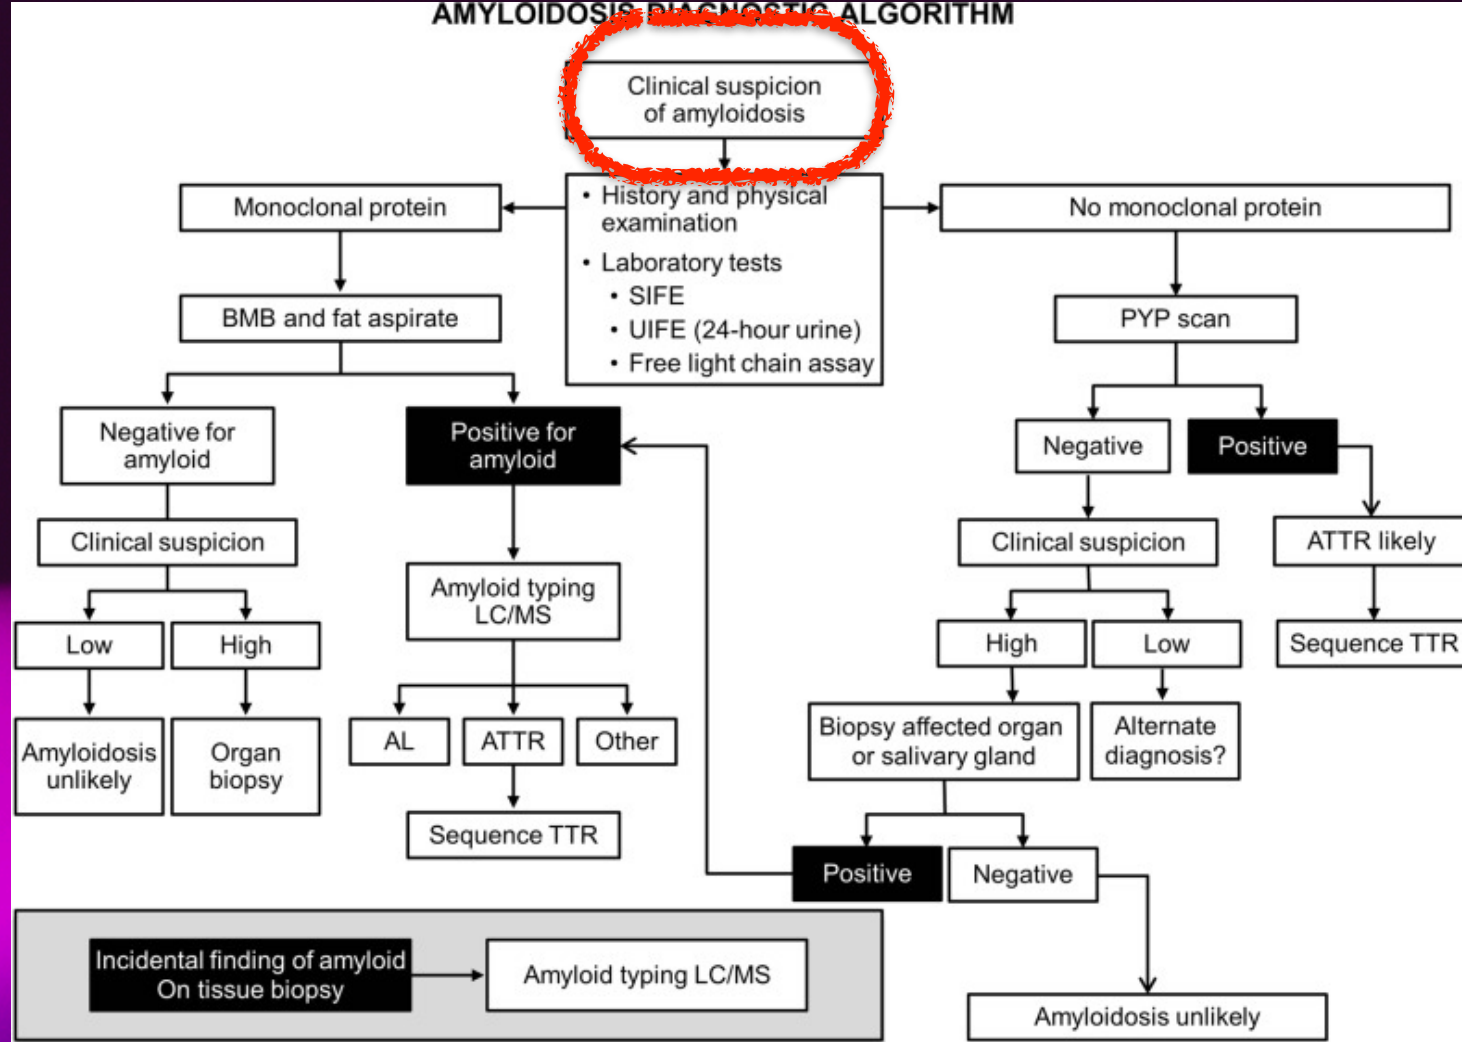 AMYLOIDOSIS DIAGNOSTIC ALGORITHM
Clinical suspicion
of amyloidosis
Monoclonal protein
• History and physical
examination
• Laboratory tests
• SIFE
• UIFE (24-hour urine)
• Free light chain assay
No monoclonal protein
BMB and fat aspirate
PYP scan
Negative for
amyloid
Positive for
amyloid
Negative
Positive
Clinical suspicion
Amyloid typing
LC/MS
Clinical suspicion
ATTR likely
Low
High
High
Low
Sequence TTR
Amyloidosis
unlikely
Organ
biopsy
AL
ATTR
Other
Biopsy affected organ
or salivary gland
Alternate
diagnosis?
Sequence TTR
Positive
Negative
Incidental finding of amyloid
On tissue biopsy
Amyloid typing LC/MS
Amyloidosis unlikely